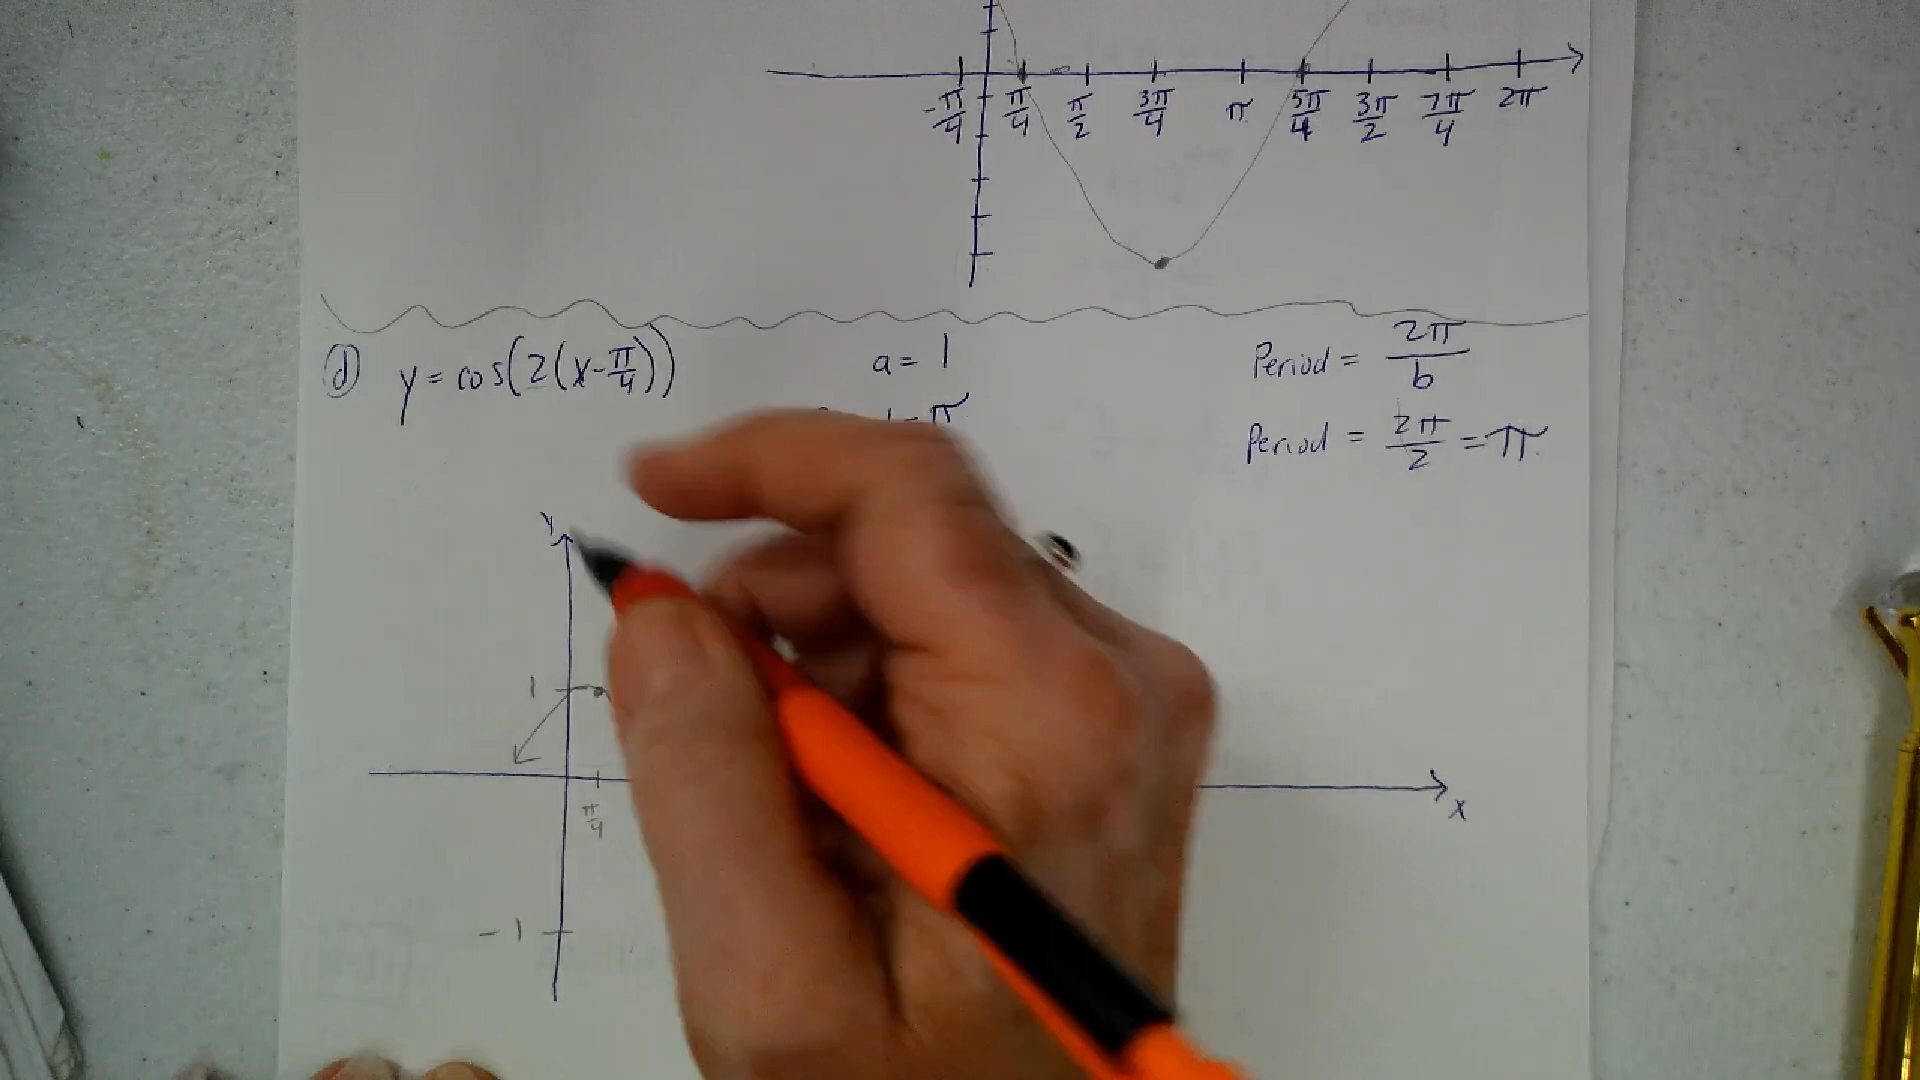 -π/4 π/4 π/2 3π/4 π 5π/4 3π/2 7π/4 2π
d y = cos(2(x-π/4))
a = 1
π
Period = 2π/b
Period = 2π/2 = π
y
1
π/4
x
-1